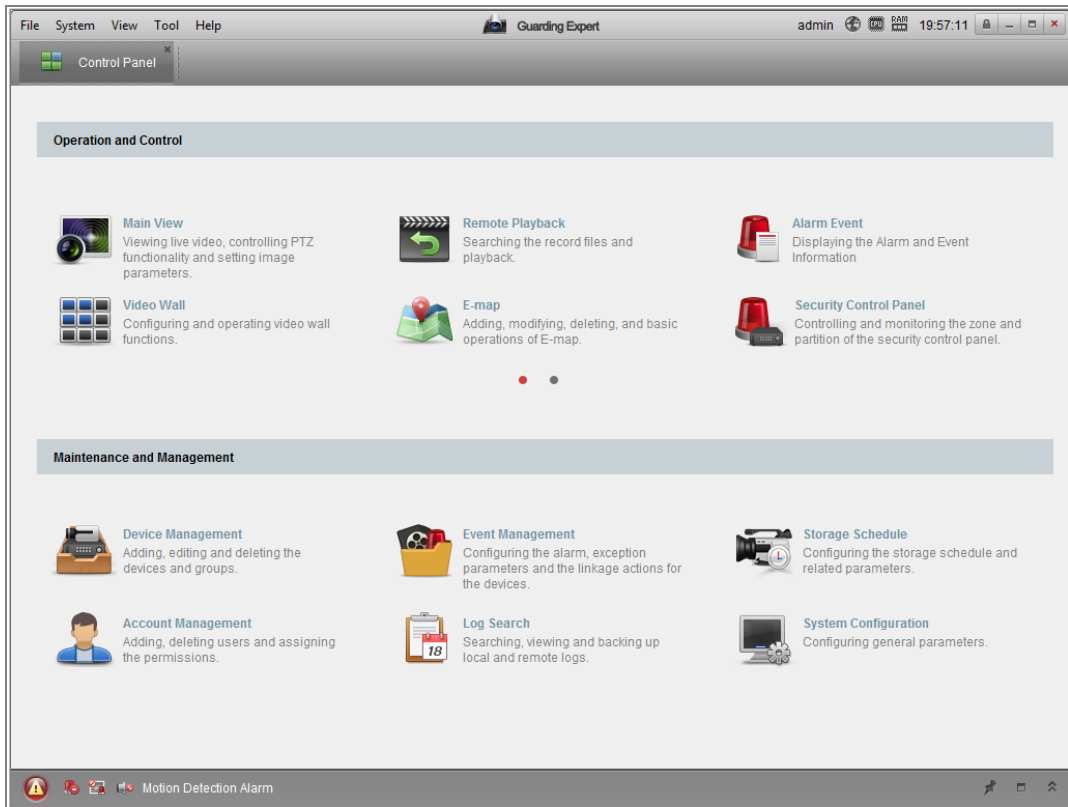 File System View Tool Help Guarding Expert admin CPU RAM 19:57:11
Control Panel
Operation and Control
Main View
Viewing live video, controlling PTZ
functionality and setting image
parameters.
Remote Playback
Searching the record files and
playback.
Alarm Event
Displaying the Alarm and Event
Information
Video Wall
Configuring and operating video wall
functions.
E-map
Adding, modifying, deleting, and basic
operations of E-map.
Security Control Panel
Controlling and monitoring the zone and
partition of the security control panel.
Maintenance and Management
Device Management
Adding, editing and deleting the
devices and groups.
Event Management
Configuring the alarm, exception
parameters and the linkage actions for
the devices.
Storage Schedule
Configuring the storage schedule and
related parameters.
Account Management
Adding, deleting users and assigning
the permissions.
18
Log Search
Searching, viewing and backing up
local and remote logs.
System Configuration
Configuring general parameters.
Motion Detection Alarm